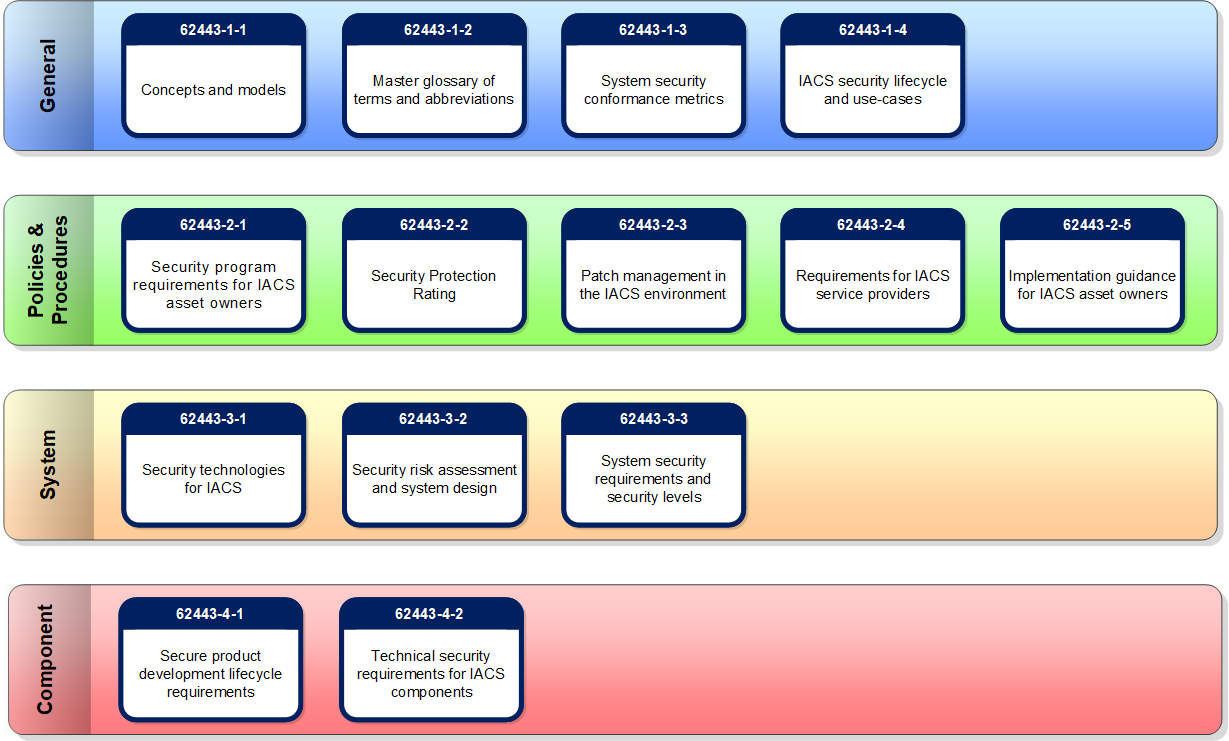 General
62443-1-1
Concepts and models
62443-1-2
Master glossary of
terms and abbreviations
62443-1-3
System security
conformance metrics
62443-1-4
IACS security lifecycle
and use-cases
Policies &
Procedures
62443-2-1
Security program
requirements for IACS
asset owners
62443-2-2
Security Protection
Rating
62443-2-3
Patch management in
the IACS environment
62443-2-4
Requirements for IACS
service providers
62443-2-5
Implementation guidance
for IACS asset owners
System
62443-3-1
Security technologies
for IACS
62443-3-2
Security risk assessment
and system design
62443-3-3
System security
requirements and
security levels
Component
62443-4-1
Secure product
development lifecycle
requirements
62443-4-2
Technical security
requirements for IACS
components